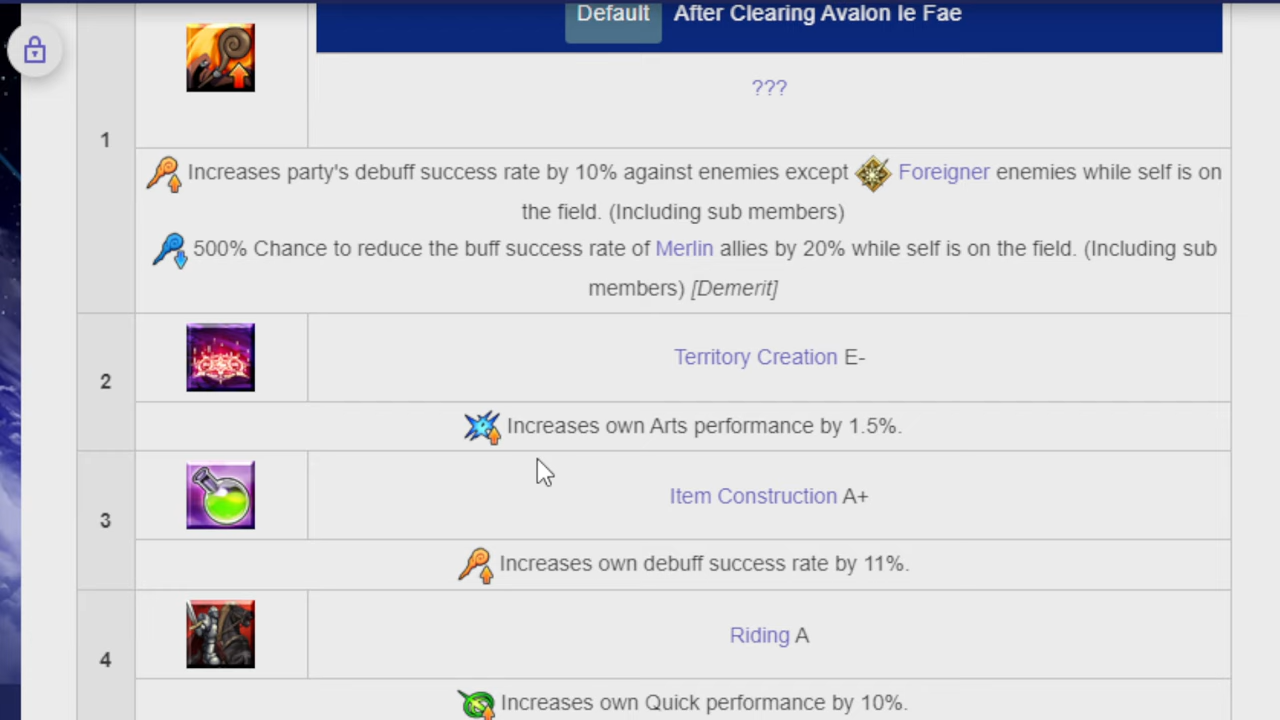 Default After Clearing Avalon le Fae
???
1
Increases party's debuff success rate by 10% against enemies except Foreigner enemies while self is on
the field. (Including sub members)
500% Chance to reduce the buff success rate of Merlin allies by 20% while self is on the field. (Including sub
members) [Demerit]
2
Territory Creation E-
Increases own Arts performance by 1.5%.
3
Item Construction A+
Increases own debuff success rate by 11%.
4
Riding A
Increases own Quick performance by 10%.